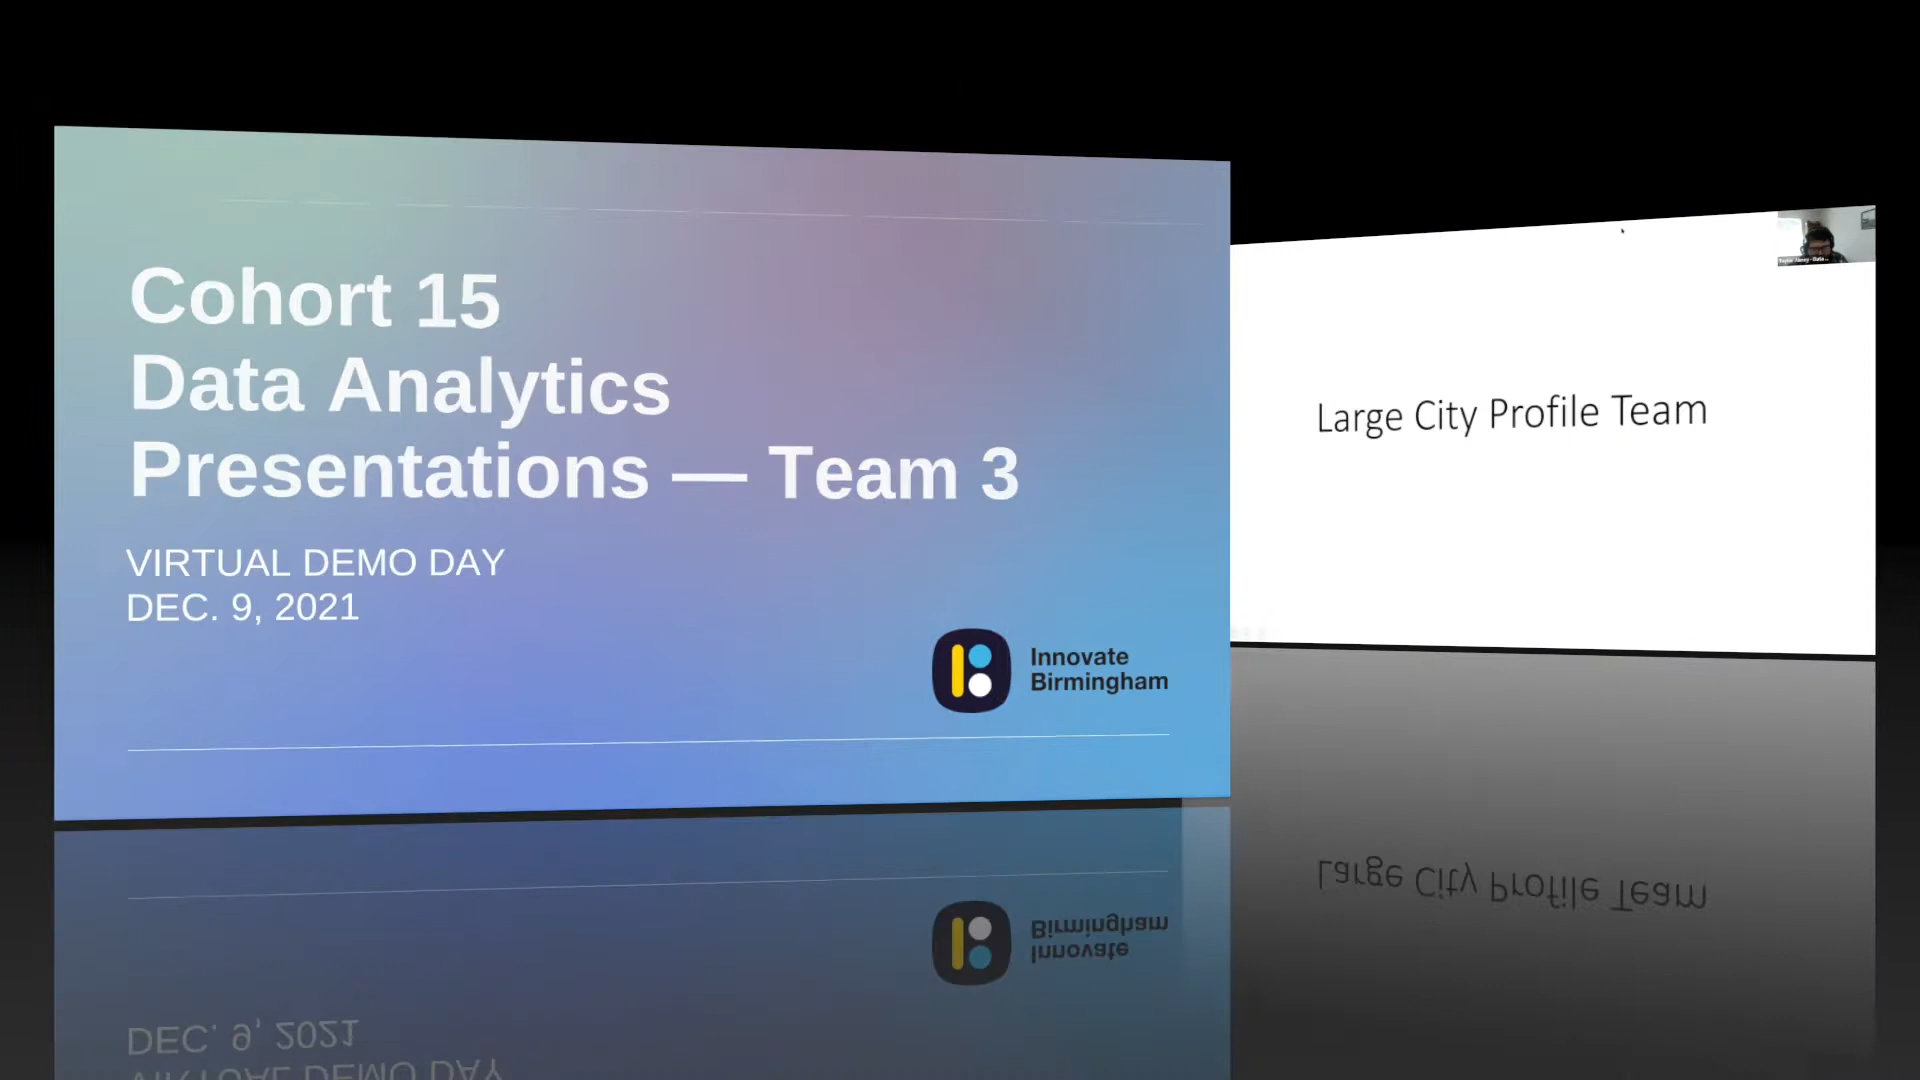 Cohort 15
Data Analytics
Presentations — Team 3
VIRTUAL DEMO DAY
DEC. 9, 2021
Innovate
Birmingham
Large City Profile Team